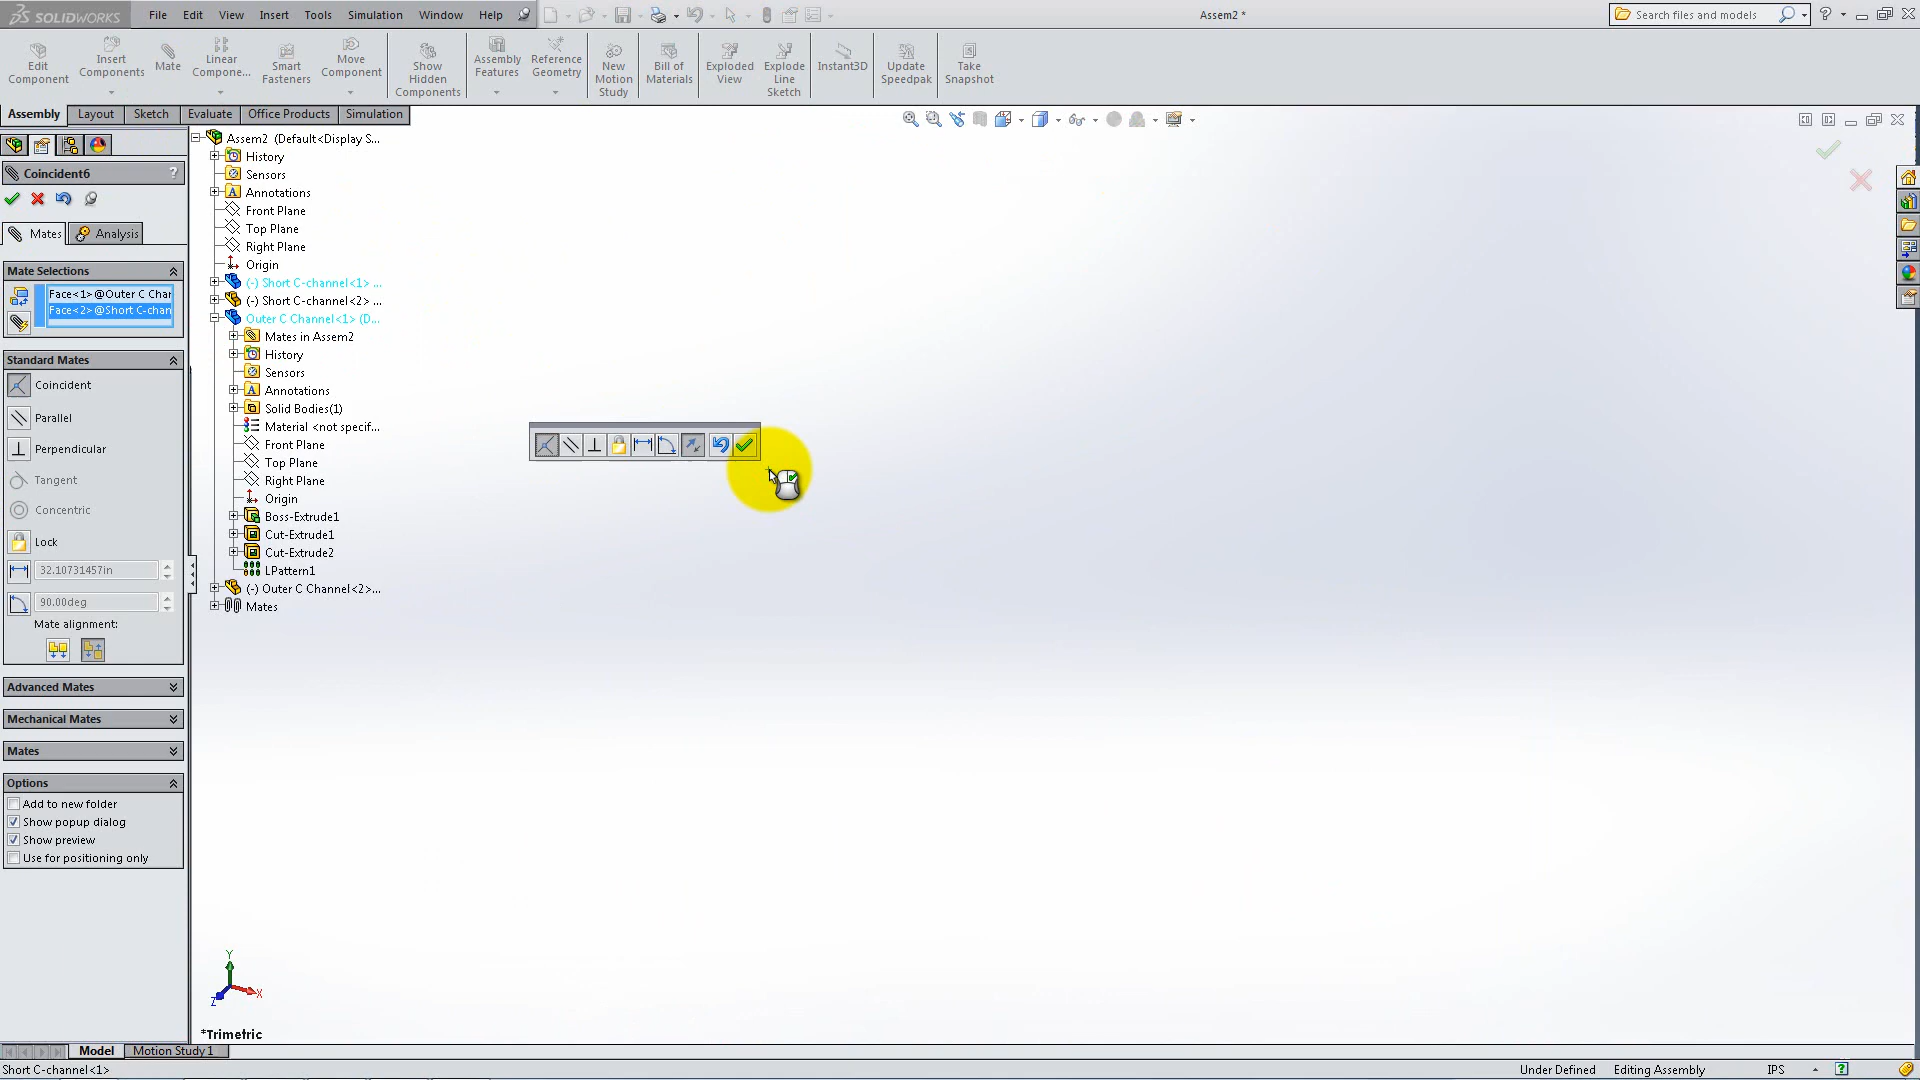 SOLIDWORKS
File Edit View Insert Tools Simulation Window Help
Assem2 *
Search files and models
Edit Component
Insert Components
Mate
Linear Compone...
Smart Fasteners
Move Component
Show Hidden Components
Assembly Features
Reference Geometry
New Motion Study
Bill of Materials
Exploded View
Explode Line Sketch
Instant3D
Update Speedpak
Take Snapshot
Assembly Layout Sketch Evaluate Office Products Simulation
Coincident6 ?
Mates Analysis
Mate Selections
Face<1>@Outer C Chan
Face<2>@Short C-chan
Standard Mates
Coincident
Parallel
Perpendicular
Tangent
Concentric
Lock
32.10731457in
90.00deg
Mate alignment:
Advanced Mates
Mechanical Mates
Mates
Options
Add to new folder
Show popup dialog
Show preview
Use for positioning only
Assem2 (Default<Display S...
History
Sensors
Annotations
Front Plane
Top Plane
Right Plane
Origin
(-) Short C-channel<1> ...
(-) Short C-channel<2> ...
Outer C Channel<1> (D...
Mates in Assem2
History
Sensors
Annotations
Solid Bodies(1)
Material <not specif...
Front Plane
Top Plane
Right Plane
Origin
Boss-Extrude1
Cut-Extrude1
Cut-Extrude2
LPattern1
(-) Outer C Channel<2>...
Mates
Y
X
Z
*Trimetric
Model Motion Study 1
Short C-channel<1>
Under Defined Editing Assembly IPS